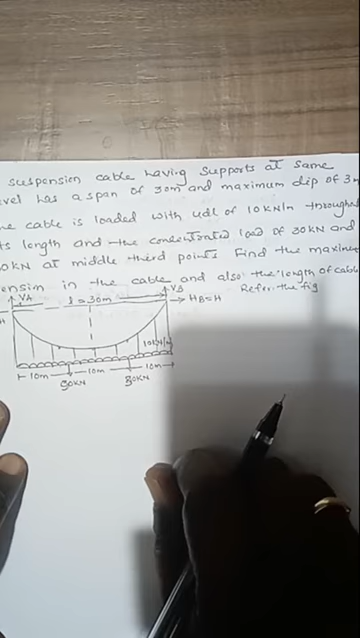 suspension cable having supports at same
level has a span of 30m and maximum dip of 3m
cable is loaded with udl of 10KN/n throughout
its length and the concentrated load of 30KN and
at middle third points Find the maximum
tension in the cable and also the length of cable
Refer the fig
VA
l = 30m
VB
HB=H
10KN/
10m 10m 10m
30KN 30KN